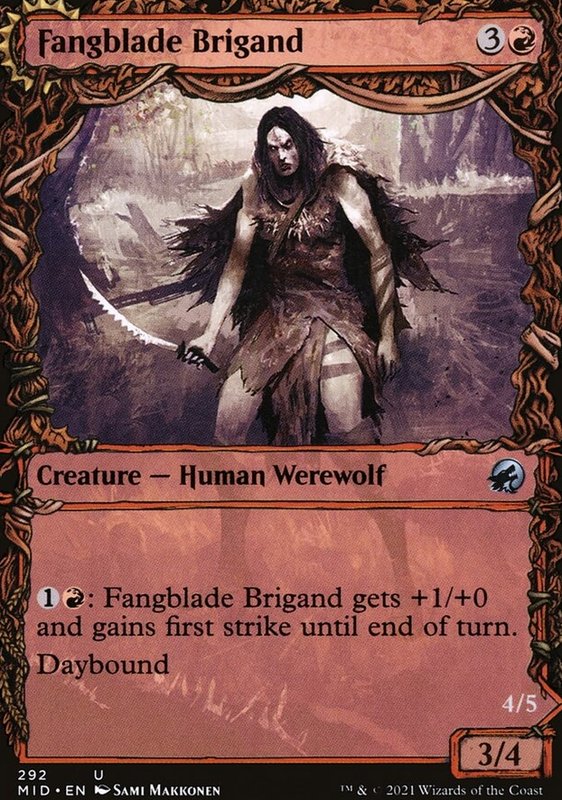 Fangblade Brigand 3
Creature — Human Werewolf
1: Fangblade Brigand gets +1/+0
and gains first strike until end of turn.
Daybound
4/5
3/4
292 U
MID • EN Sami Makkonen
™ & © 2021 Wizards of the Coast